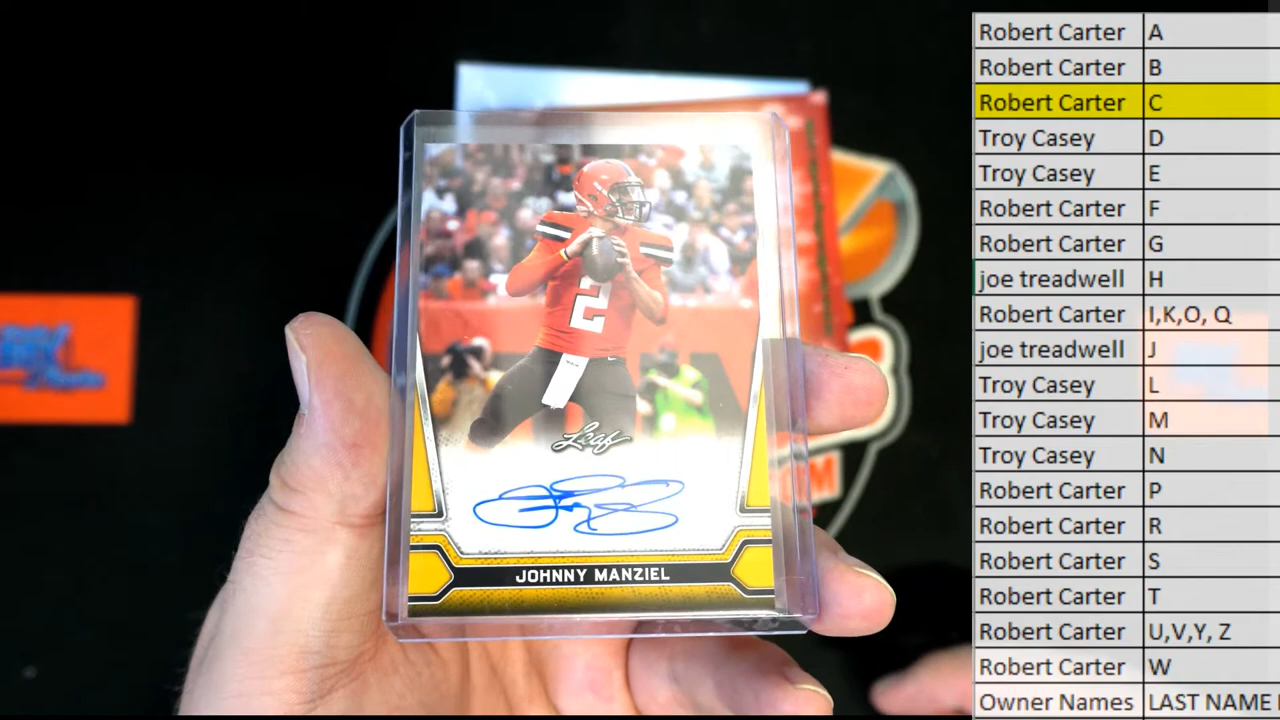 2
Leaf
JOHNNY MANZIEL
OM
Robert Carter A
Robert Carter B
Robert Carter C
Troy Casey D
Troy Casey E
Robert Carter F
Robert Carter G
joe treadwell H
Robert Carter I,K,O, Q
joe treadwell J
Troy Casey L
Troy Casey M
Troy Casey N
Robert Carter P
Robert Carter R
Robert Carter S
Robert Carter T
Robert Carter U,V,Y, Z
Robert Carter W
Owner Names LAST NAME